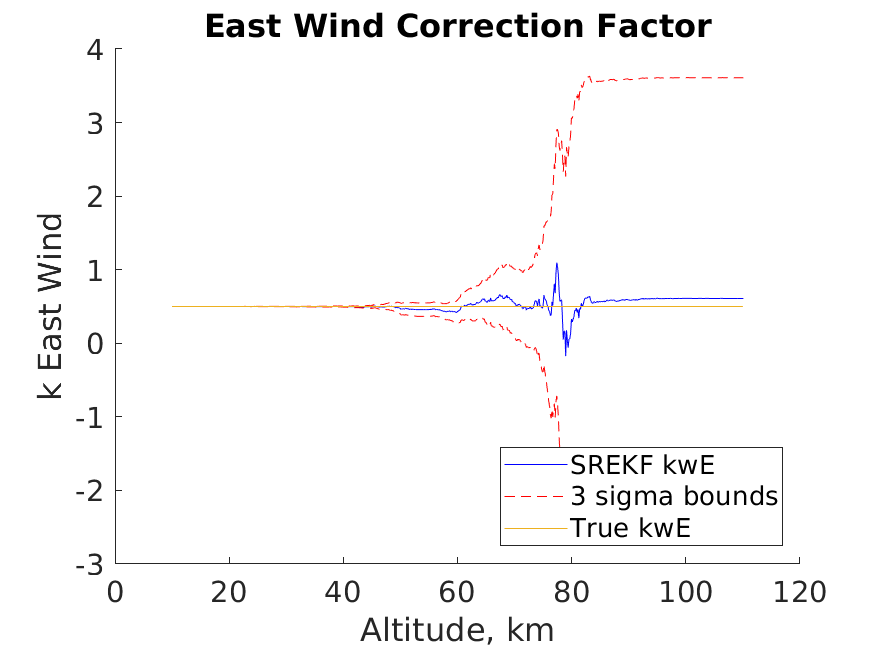 East Wind Correction Factor
k East Wind
4
3
2
1
0
-1
-2
-3
SREKF kwE
3 sigma bounds
True kwE
0 20 40 60 80 100 120
Altitude, km